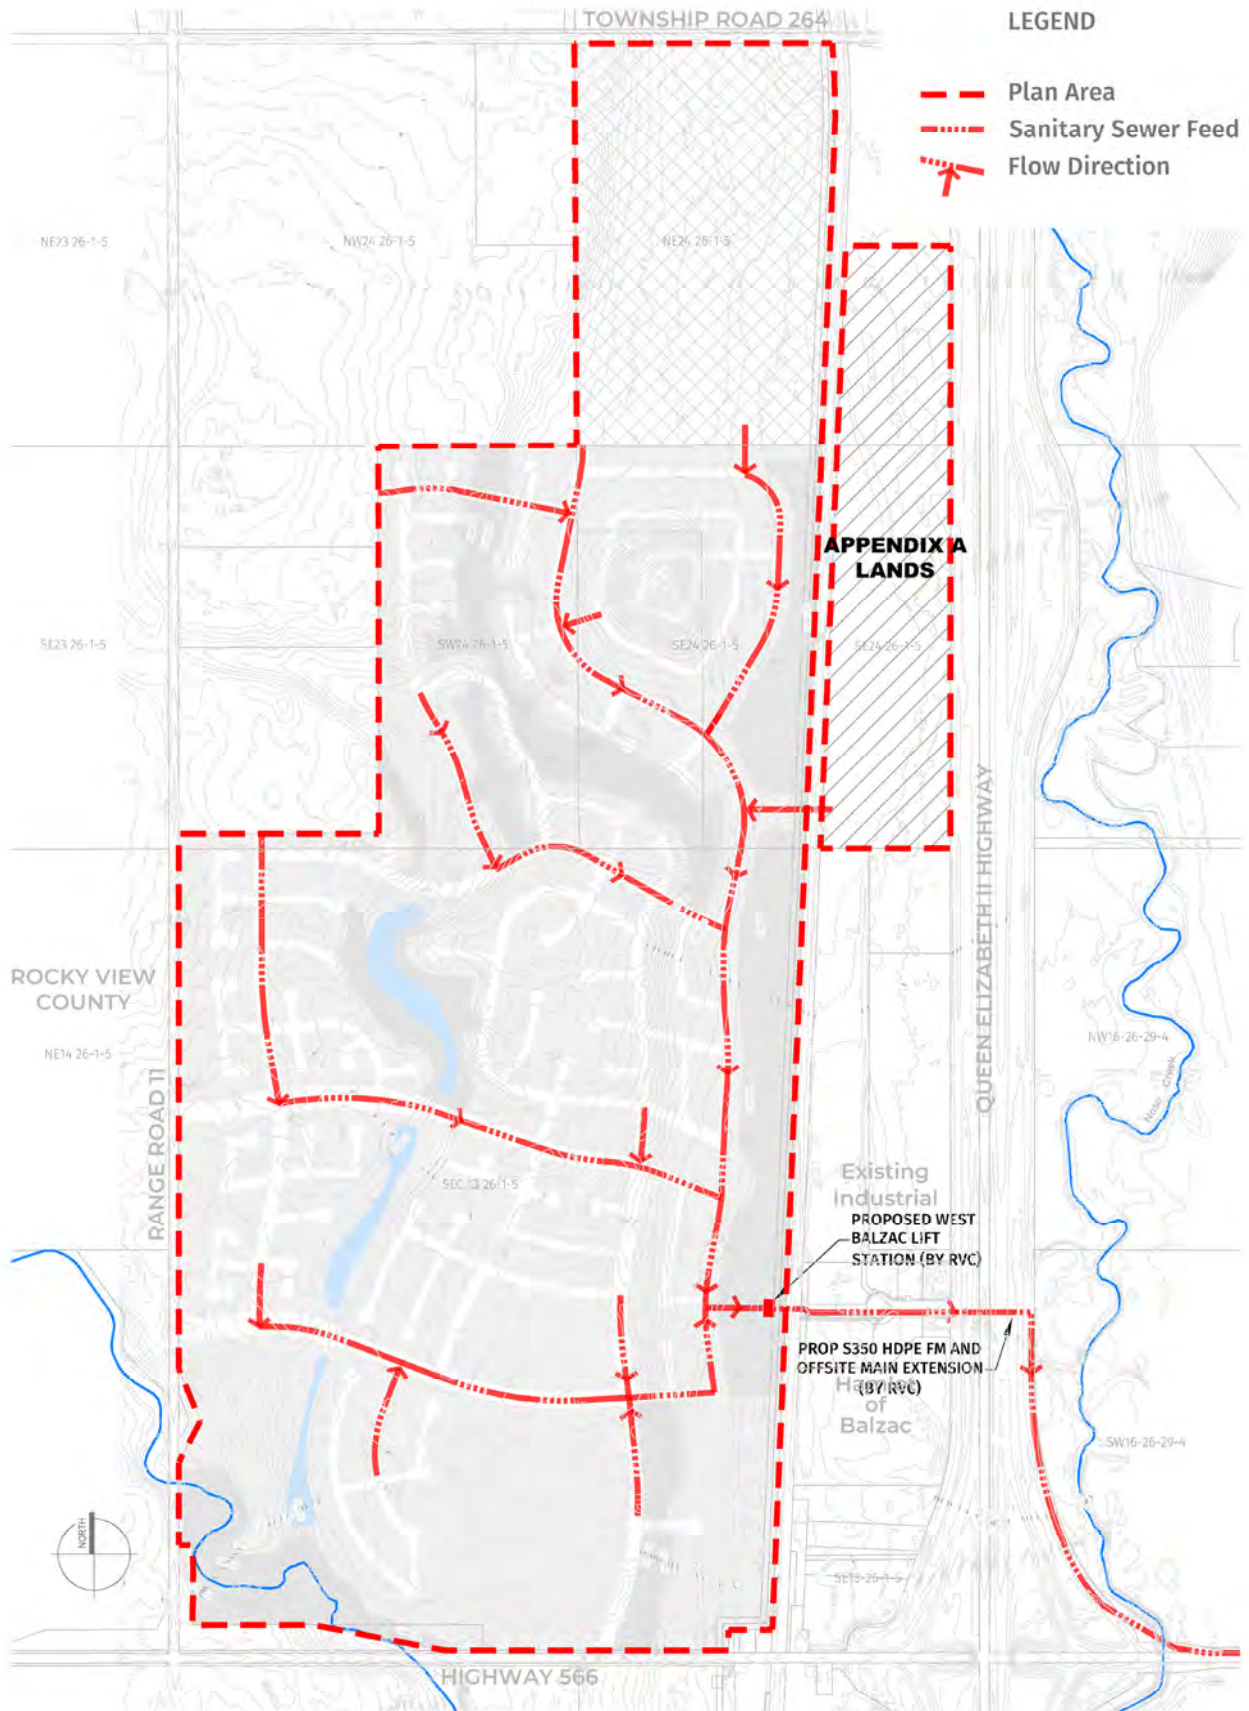 TOWNSHIP ROAD 264
LEGEND
Plan Area
Sanitary Sewer Feed
Flow Direction
NE23 26-1-5
NW24 26-1-5
NE24 26-1-5
APPENDIX A
LANDS
SE23 26-1-5
SW24 26-1-5
SE24 26-1-5
SE24 26-1-5
QUEEN ELIZABETH II HIGHWAY
ROCKY VIEW
COUNTY
NE14 26-1-5
NW16-26-29-4
Nose Creek
RANGE ROAD 11
SEC 13 26-1-5
Existing
Industrial
PROPOSED WEST
BALZAC LIFT
STATION (BY RVC)
PROP S350 HDPE FM AND
OFFSITE MAIN EXTENSION
(BY RVC)
Hamlet
of
Balzac
SW16-26-29-4
NORTH
SE13-26-1-5
HIGHWAY 566